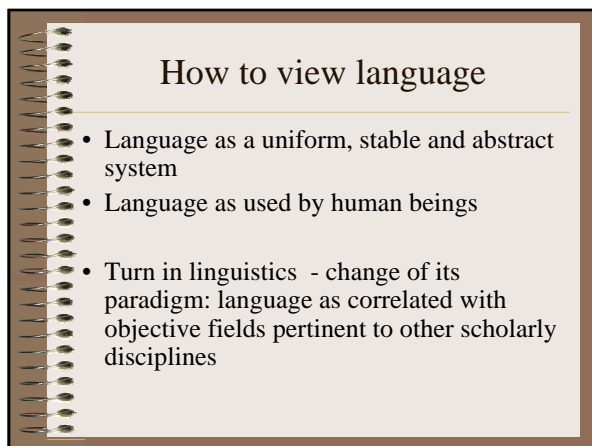 How to view language
• Language as a uniform, stable and abstract
system
• Language as used by human beings
• Turn in linguistics  - change of its
paradigm: language as correlated with
objective fields pertinent to other scholarly
disciplines